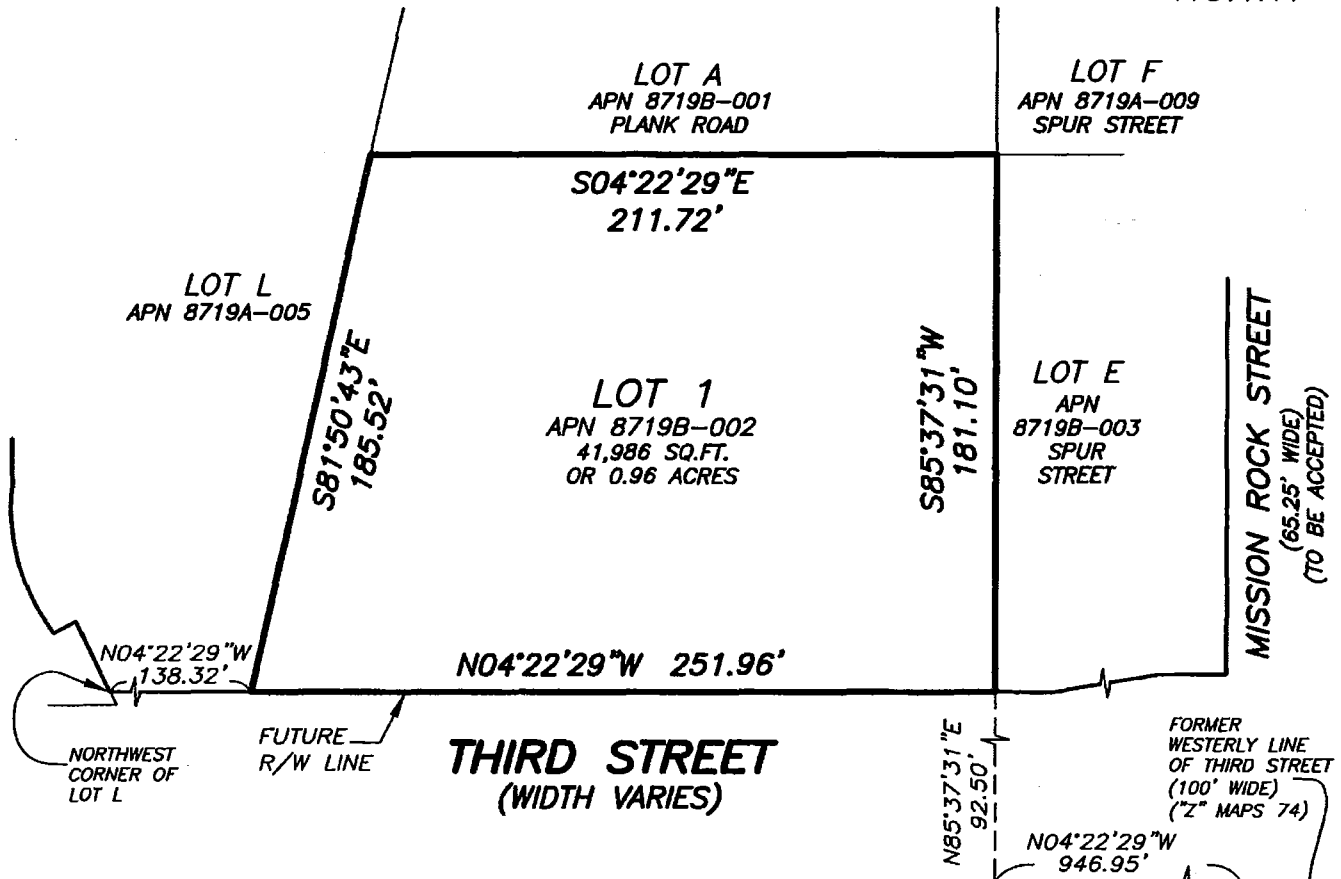 LOT A
APN 8719B-001
PLANK ROAD
LOT F
APN 8719A-009
SPUR STREET
S04°22'29"E
211.72'
LOT L
APN 8719A-005
S81°50'43"E
185.52'
LOT 1
APN 8719B-002
41,986 SQ.FT.
OR 0.96 ACRES
S85°37'31"W
181.10'
LOT E
APN
8719B-003
SPUR
STREET
MISSION ROCK STREET
(65.25' WIDE)
(TO BE ACCEPTED)
N04°22'29"W
138.32'
N04°22'29"W 251.96'
NORTHWEST
CORNER OF
LOT L
FUTURE
R/W LINE
THIRD STREET
(WIDTH VARIES)
N85°37'31"E
92.50'
FORMER
WESTERLY LINE
OF THIRD STREET
(100' WIDE)
("Z" MAPS 74)
N04°22'29"W
946.95'